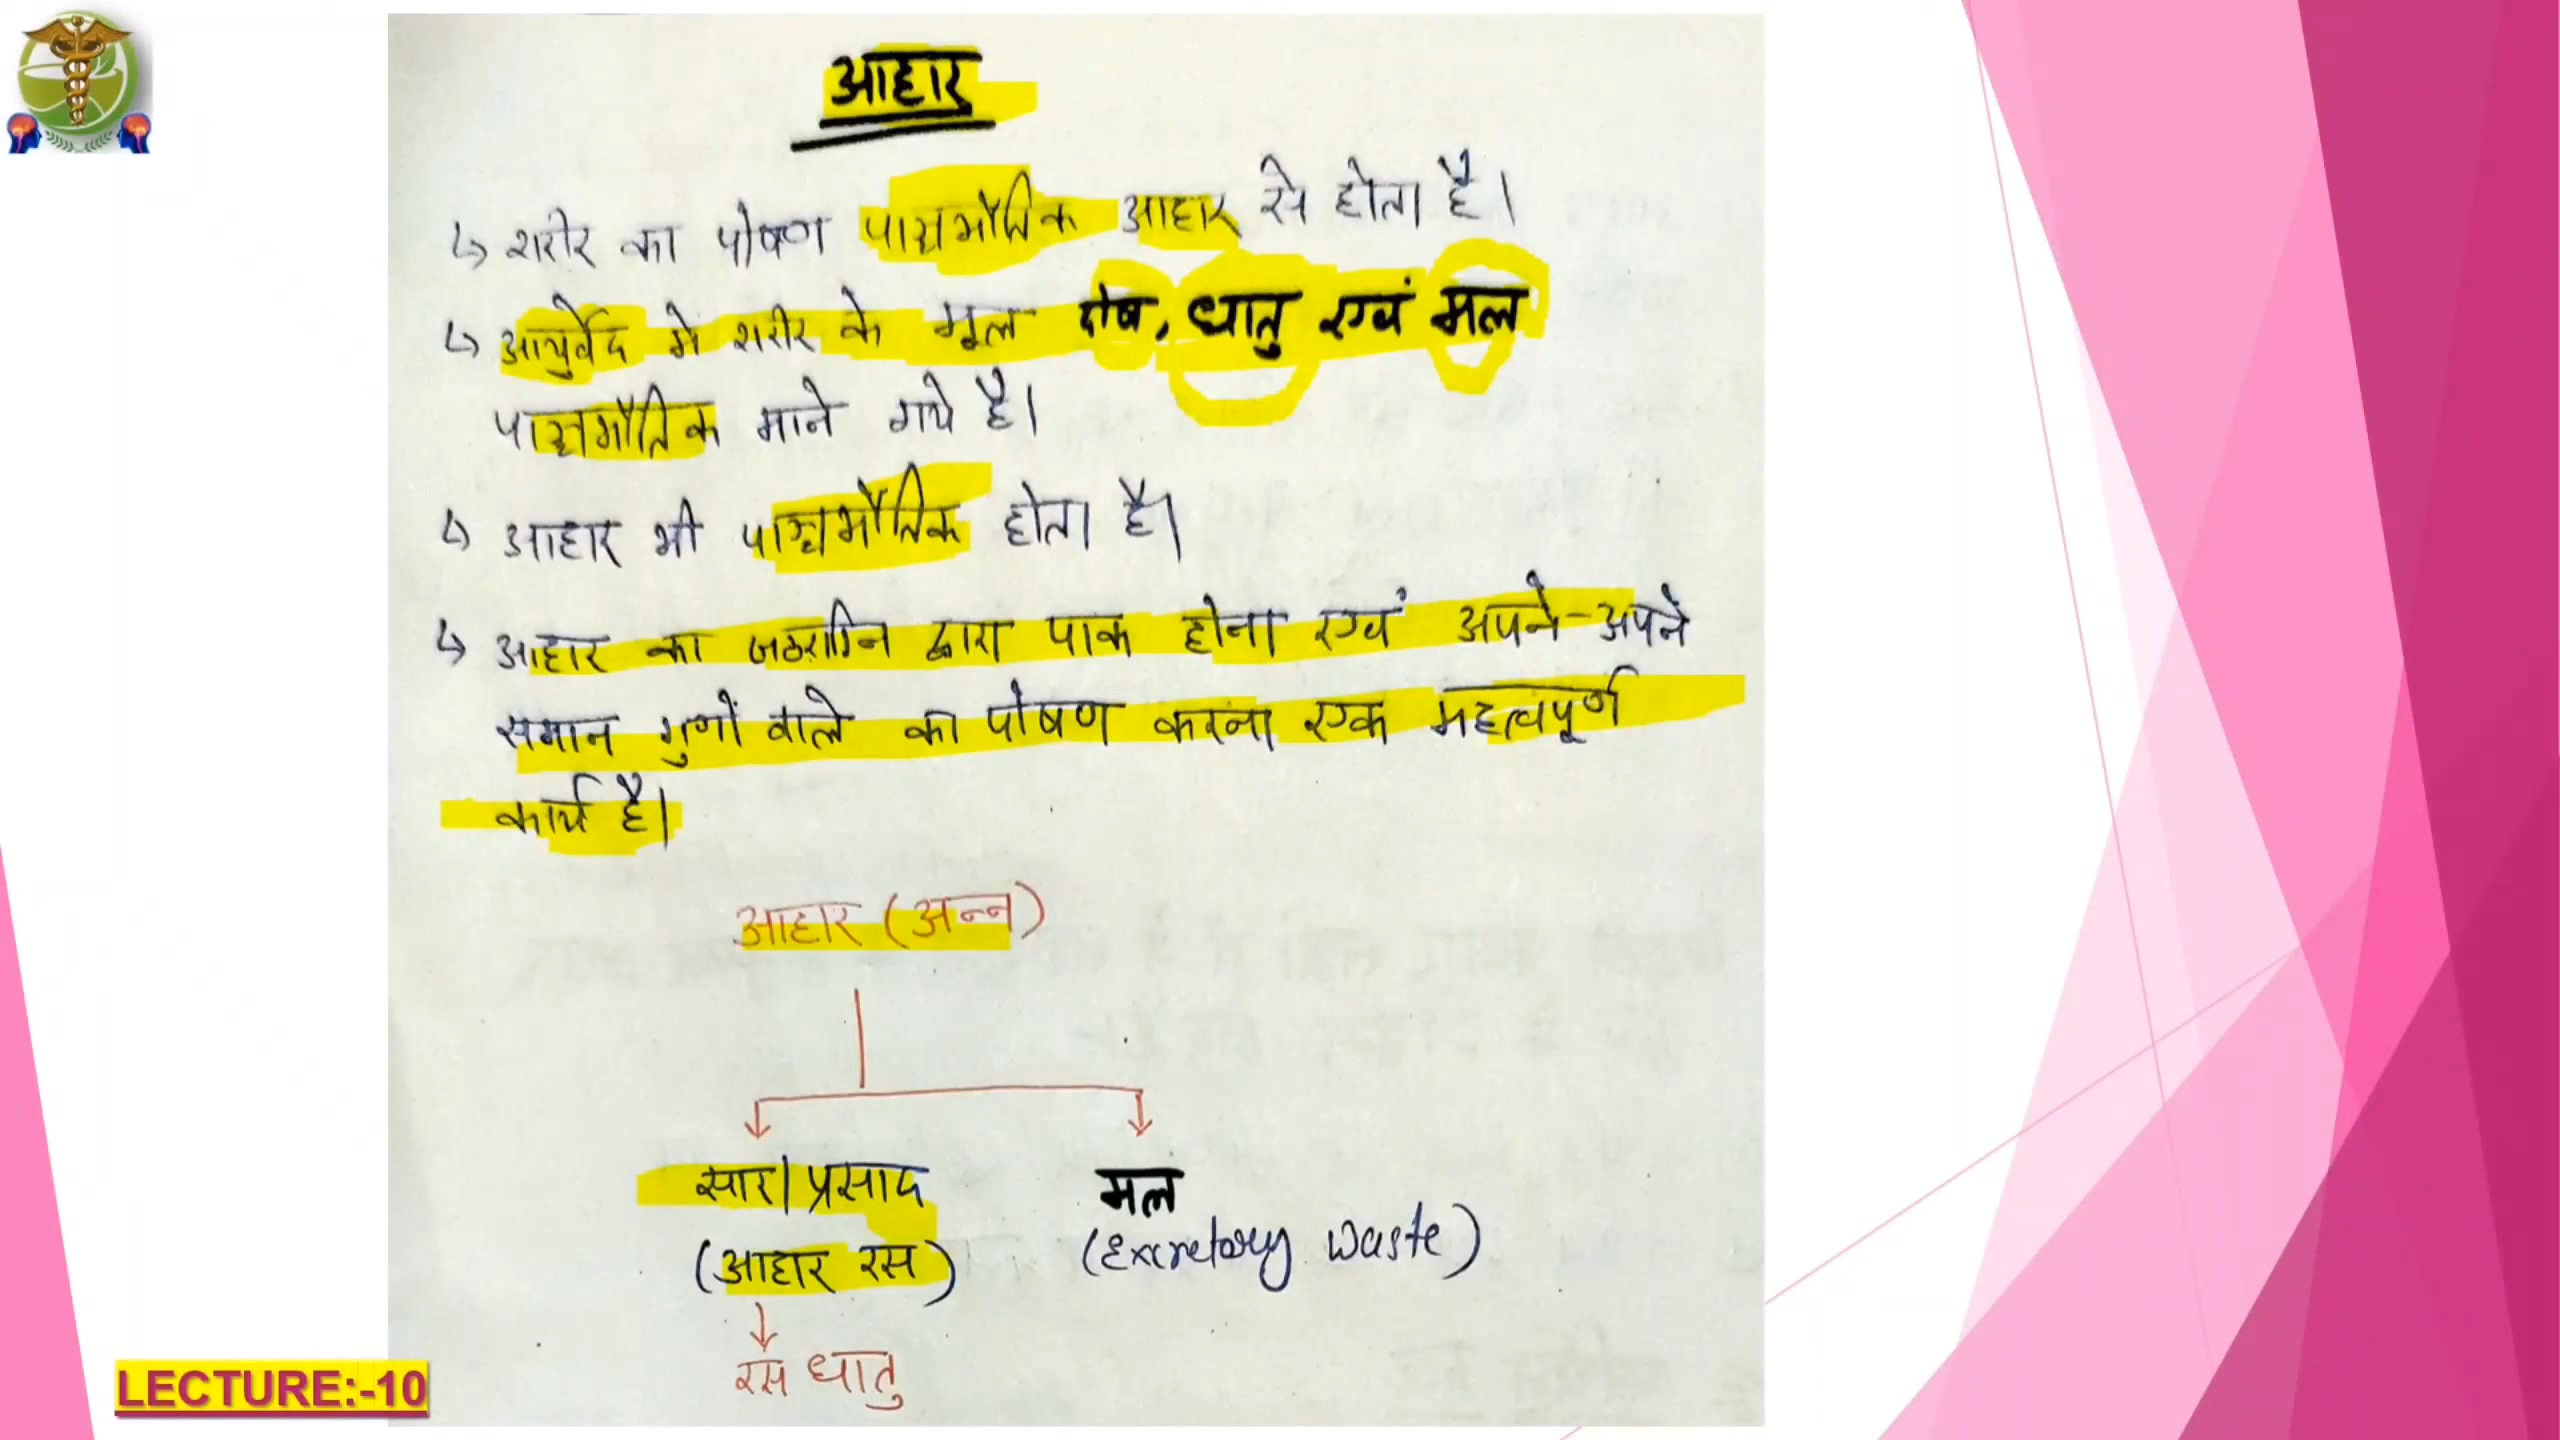 आहार
↳ शरीर का पोषण पाञ्चभौतिक आहार से होता है।
↳ आयुर्वेद मे शरीर के मूल दोष, धातु एवं मल
पाञ्चभौतिक माने गये है।
↳ आहार भी पाञ्चभौतिक होता है।
↳ आहार का जठराग्नि द्वारा पाक होना एवं अपने-अपने
समान गुणों वाले का पोषण करना एक महत्वपूर्ण
कार्य है।
आहार (अन्न)
सार/प्रसाद मल
(आहार रस) (Excretory Waste)
रस धातु
LECTURE:-10